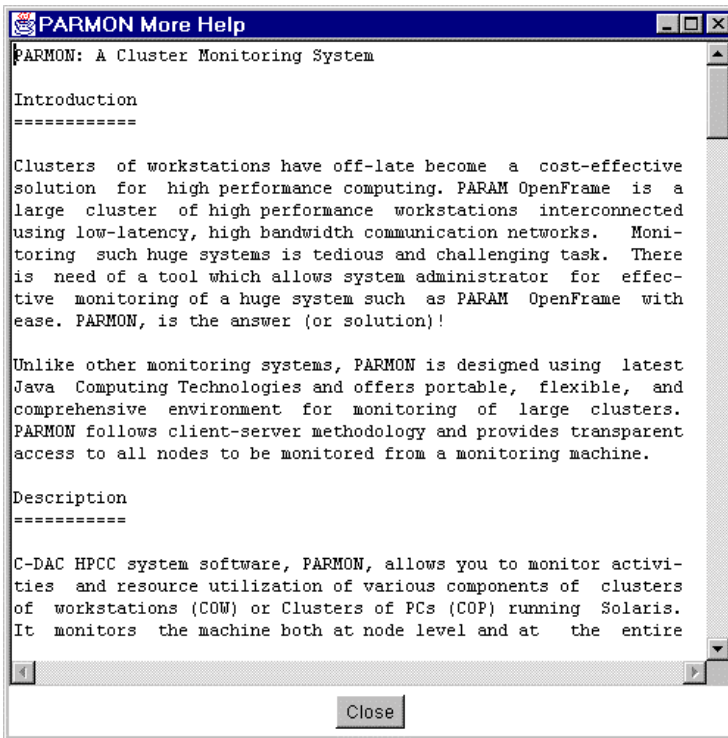 PARMON More Help
PARMON: A Cluster Monitoring System
Introduction
============
Clusters of workstations have off-late become a cost-effective
solution for high performance computing. PARAM OpenFrame is a
large cluster of high performance workstations interconnected
using low-latency, high bandwidth communication networks. Moni-
toring such huge systems is tedious and challenging task. There
is need of a tool which allows system administrator for effec-
tive monitoring of a huge system such as PARAM OpenFrame with
ease. PARMON, is the answer (or solution)!
Unlike other monitoring systems, PARMON is designed using latest
Java Computing Technologies and offers portable, flexible, and
comprehensive environment for monitoring of large clusters.
PARMON follows client-server methodology and provides transparent
access to all nodes to be monitored from a monitoring machine.
Description
===========
C-DAC HPCC system software, PARMON, allows you to monitor activi-
ties and resource utilization of various components of clusters
of workstations (COW) or Clusters of PCs (COP) running Solaris.
It monitors the machine both at node level and at the entire
Close